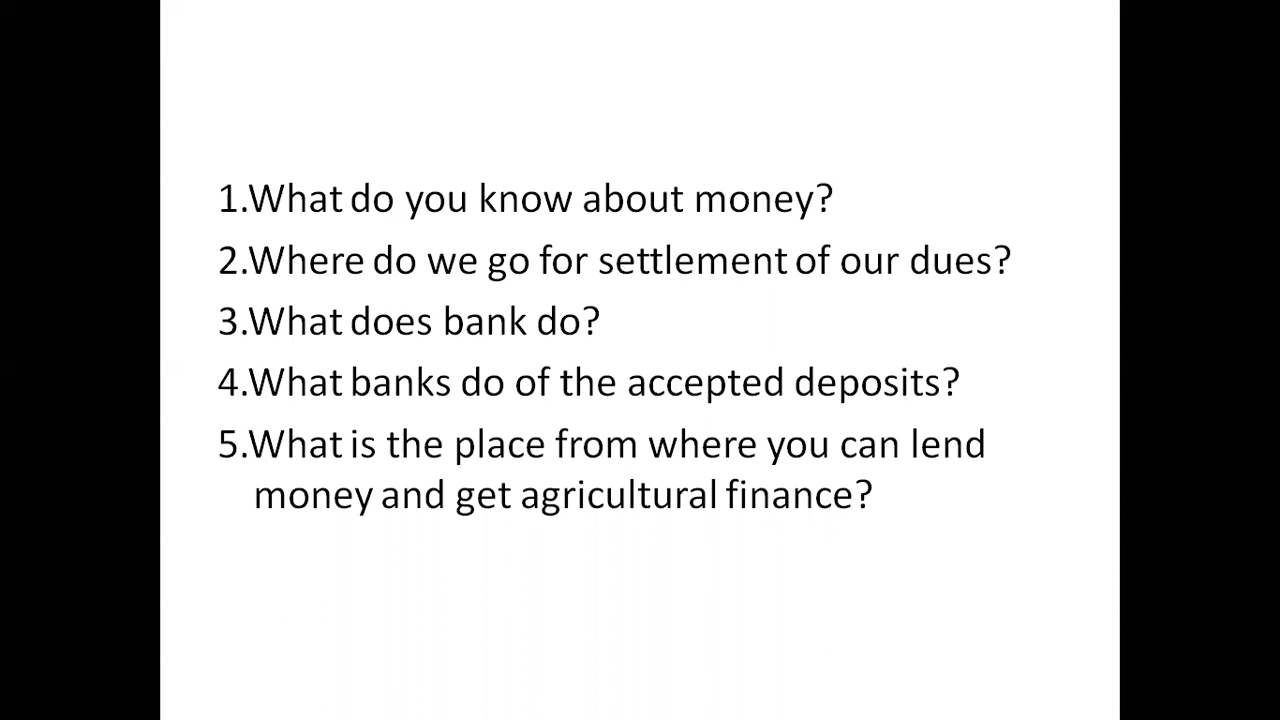 1.What do you know about money?
2.Where do we go for settlement of our dues?
3.What does bank do?
4.What banks do of the accepted deposits?
5.What is the place from where you can lend
money and get agricultural finance?